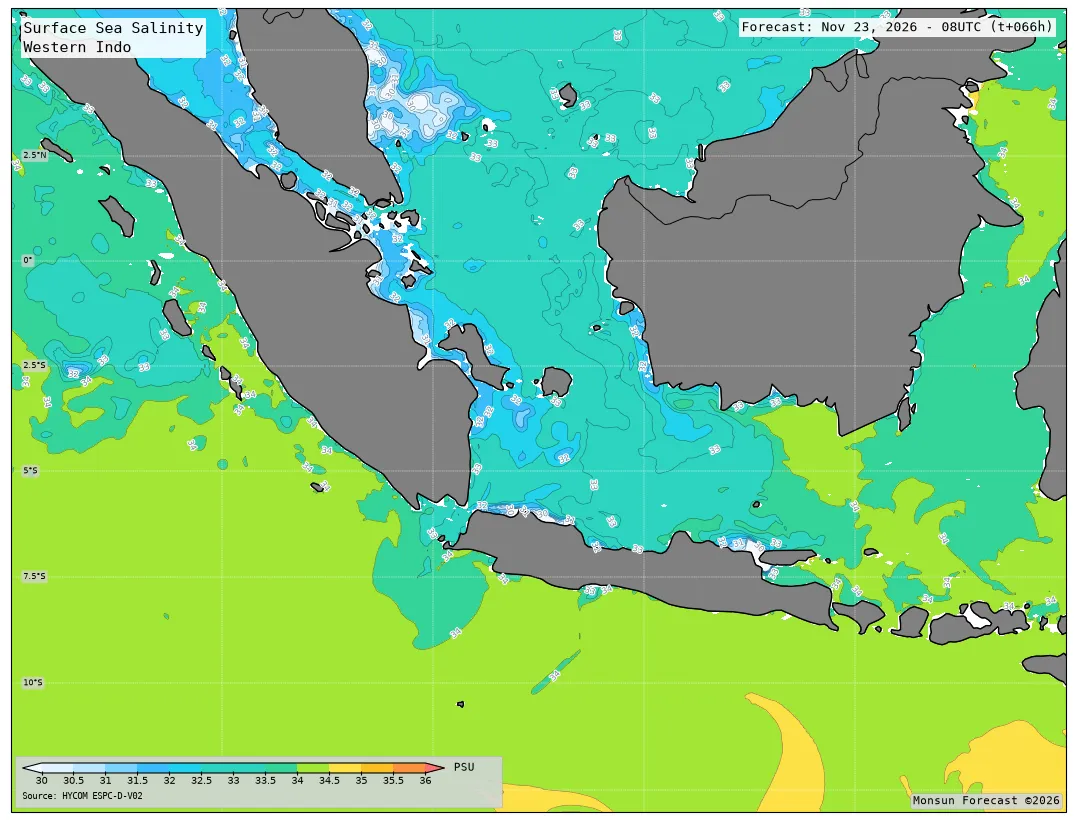 Surface Sea Salinity
Western Indo
Forecast: Nov 23, 2026 - 08UTC (t+066h)
2.5°N
0°
2.5°S
5°S
7.5°S
10°S
30 30.5 31 31.5 32 32.5 33 33.5 34 34.5 35 35.5 36 PSU
Source: HYCOM ESPC-D-V02
Monsun Forecast ©2026